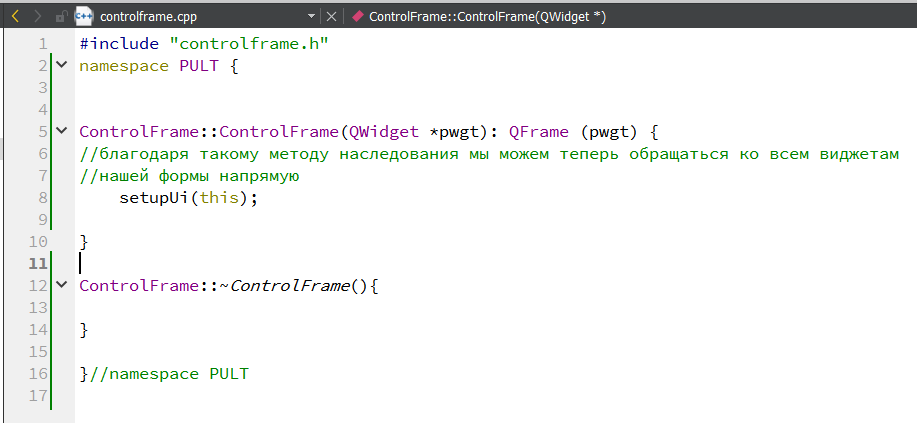 C++ controlframe.cpp ControlFrame::ControlFrame(QWidget *)
1 #include "controlframe.h"
2 namespace PULT {
3
4
5 ControlFrame::ControlFrame(QWidget *pwgt): QFrame (pwgt) {
6 //благодаря такому методу наследования мы можем теперь обращаться ко всем виджетам
7 //нашей формы напрямую
8 setupUi(this);
9
10 }
11
12 ControlFrame::~ControlFrame(){
13
14 }
15
16 }//namespace PULT
17